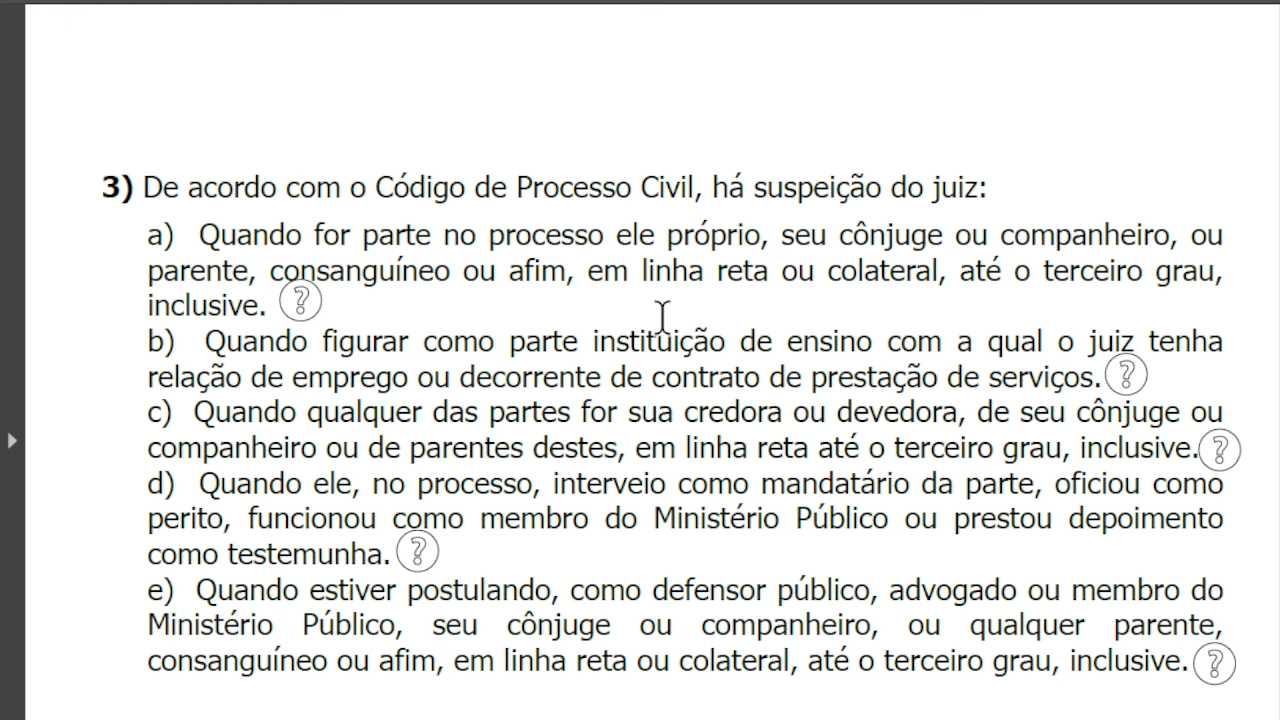 3) De acordo com o Código de Processo Civil, há suspeição do juiz:
a) Quando for parte no processo ele próprio, seu cônjuge ou companheiro, ou
parente, consanguíneo ou afim, em linha reta ou colateral, até o terceiro grau,
inclusive. ?
b) Quando figurar como parte instituição de ensino com a qual o juiz tenha
relação de emprego ou decorrente de contrato de prestação de serviços. ?
c) Quando qualquer das partes for sua credora ou devedora, de seu cônjuge ou
companheiro ou de parentes destes, em linha reta até o terceiro grau, inclusive. ?
d) Quando ele, no processo, interveio como mandatário da parte, oficiou como
perito, funcionou como membro do Ministério Público ou prestou depoimento
como testemunha. ?
e) Quando estiver postulando, como defensor público, advogado ou membro do
Ministério Público, seu cônjuge ou companheiro, ou qualquer parente,
consanguíneo ou afim, em linha reta ou colateral, até o terceiro grau, inclusive. ?